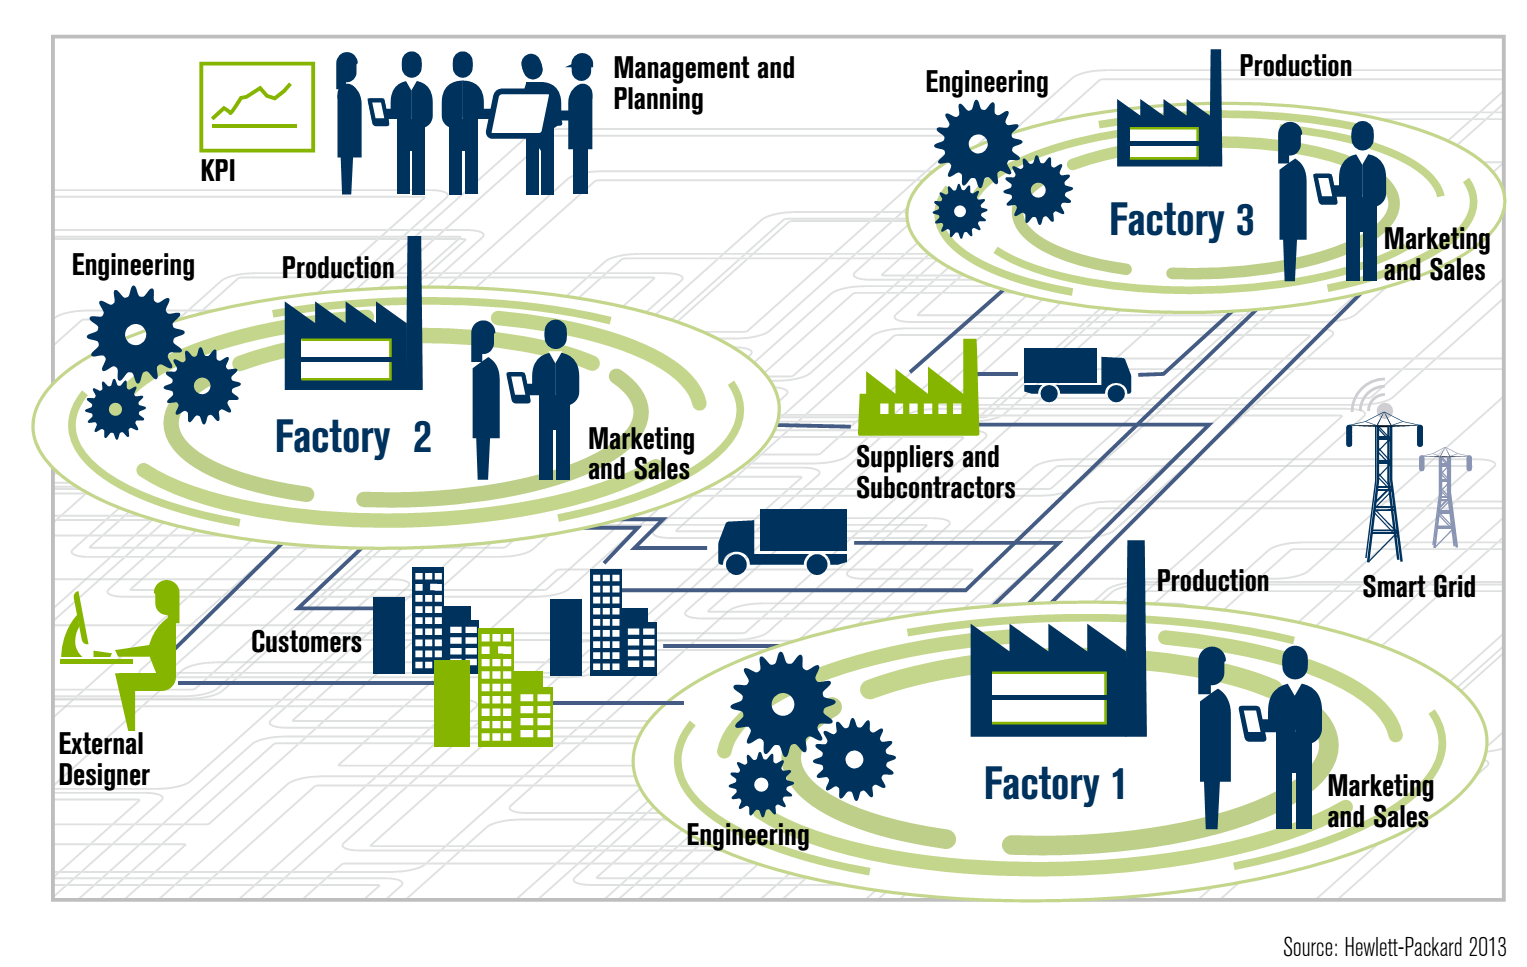 Management and
Planning
KPI
Engineering
Production
Factory 3
Marketing
and Sales
Engineering
Production
Factory 2
Marketing
and Sales
Suppliers and
Subcontractors
Smart Grid
Customers
External
Designer
Production
Factory 1
Engineering
Marketing
and Sales
Source: Hewlett-Packard 2013